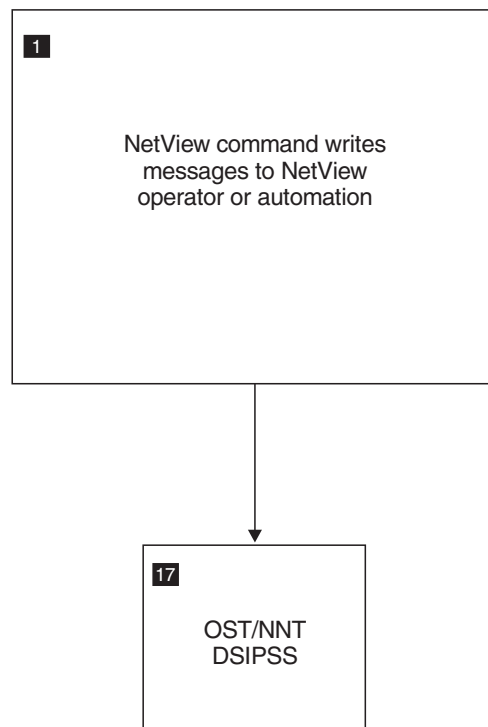 1
NetView command writes
messages to NetView
operator or automation
17
OST/NNT
DSIPSS